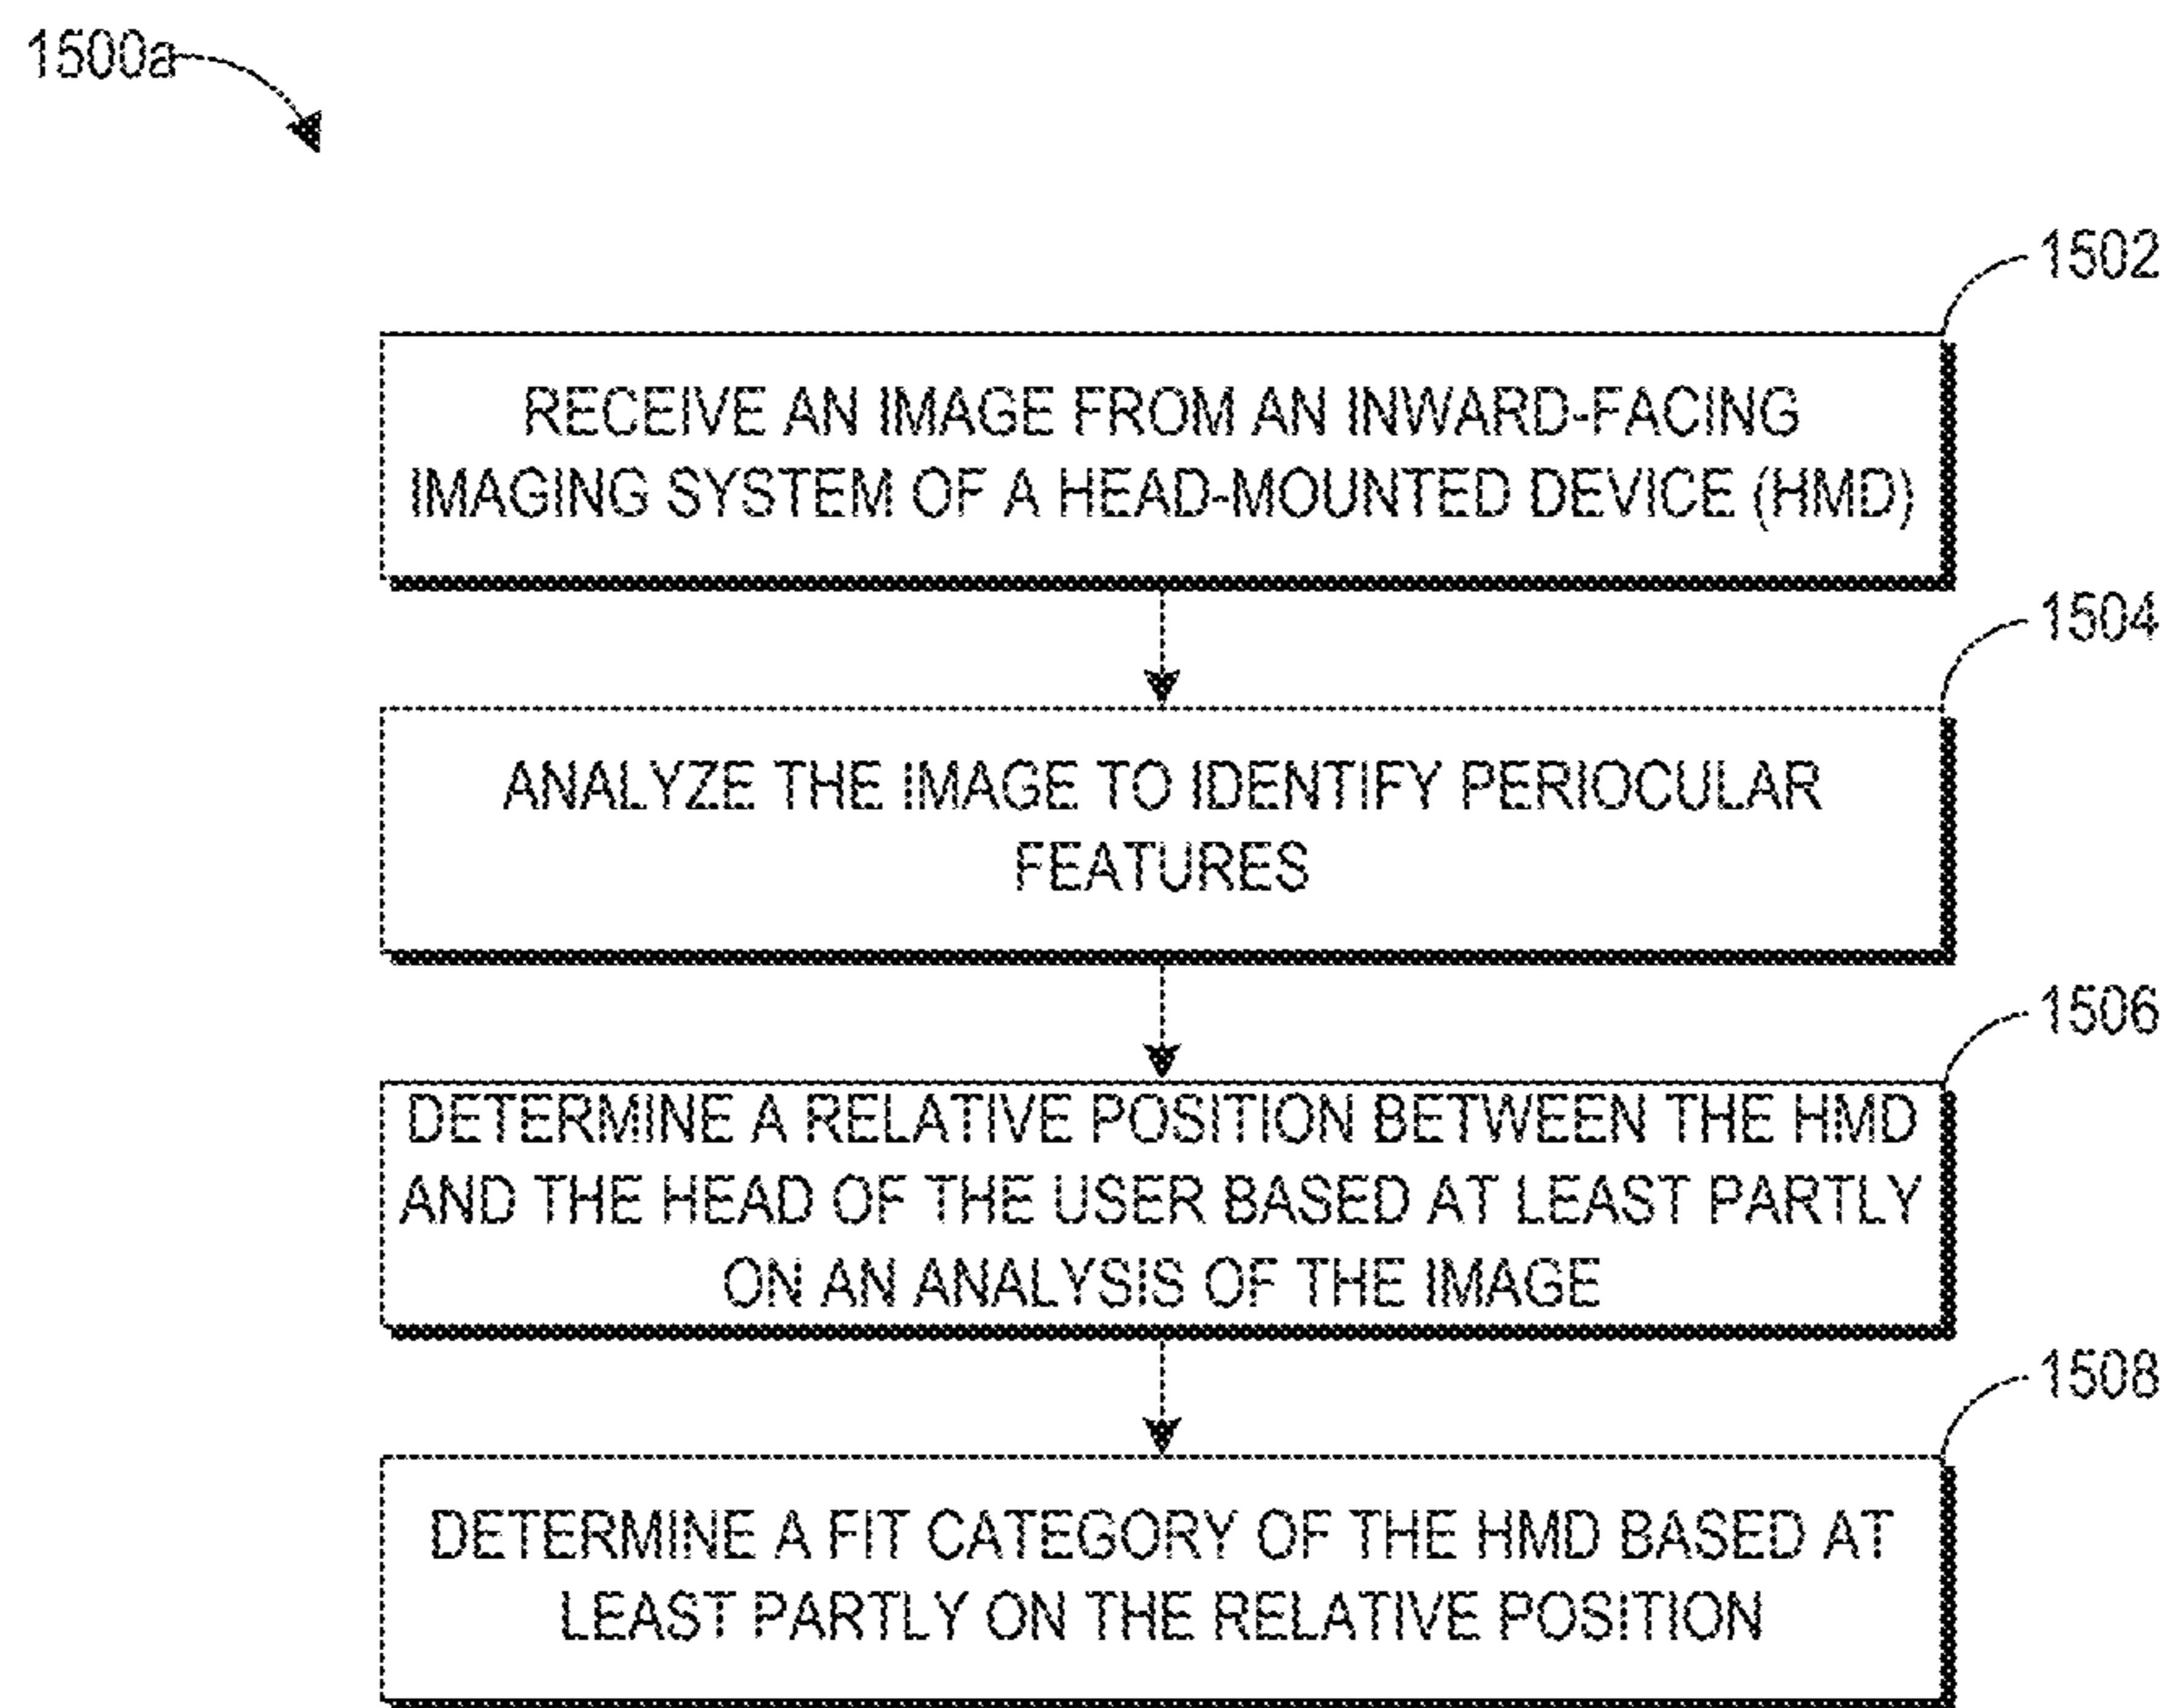 1500a
1502
RECEIVE AN IMAGE FROM AN INWARD-FACING
IMAGING SYSTEM OF A HEAD-MOUNTED DEVICE (HMD)
1504
ANALYZE THE IMAGE TO IDENTIFY PERIOCULAR
FEATURES
1506
DETERMINE A RELATIVE POSITION BETWEEN THE HMD
AND THE HEAD OF THE USER BASED AT LEAST PARTLY
ON AN ANALYSIS OF THE IMAGE
1508
DETERMINE A FIT CATEGORY OF THE HMD BASED AT
LEAST PARTLY ON THE RELATIVE POSITION